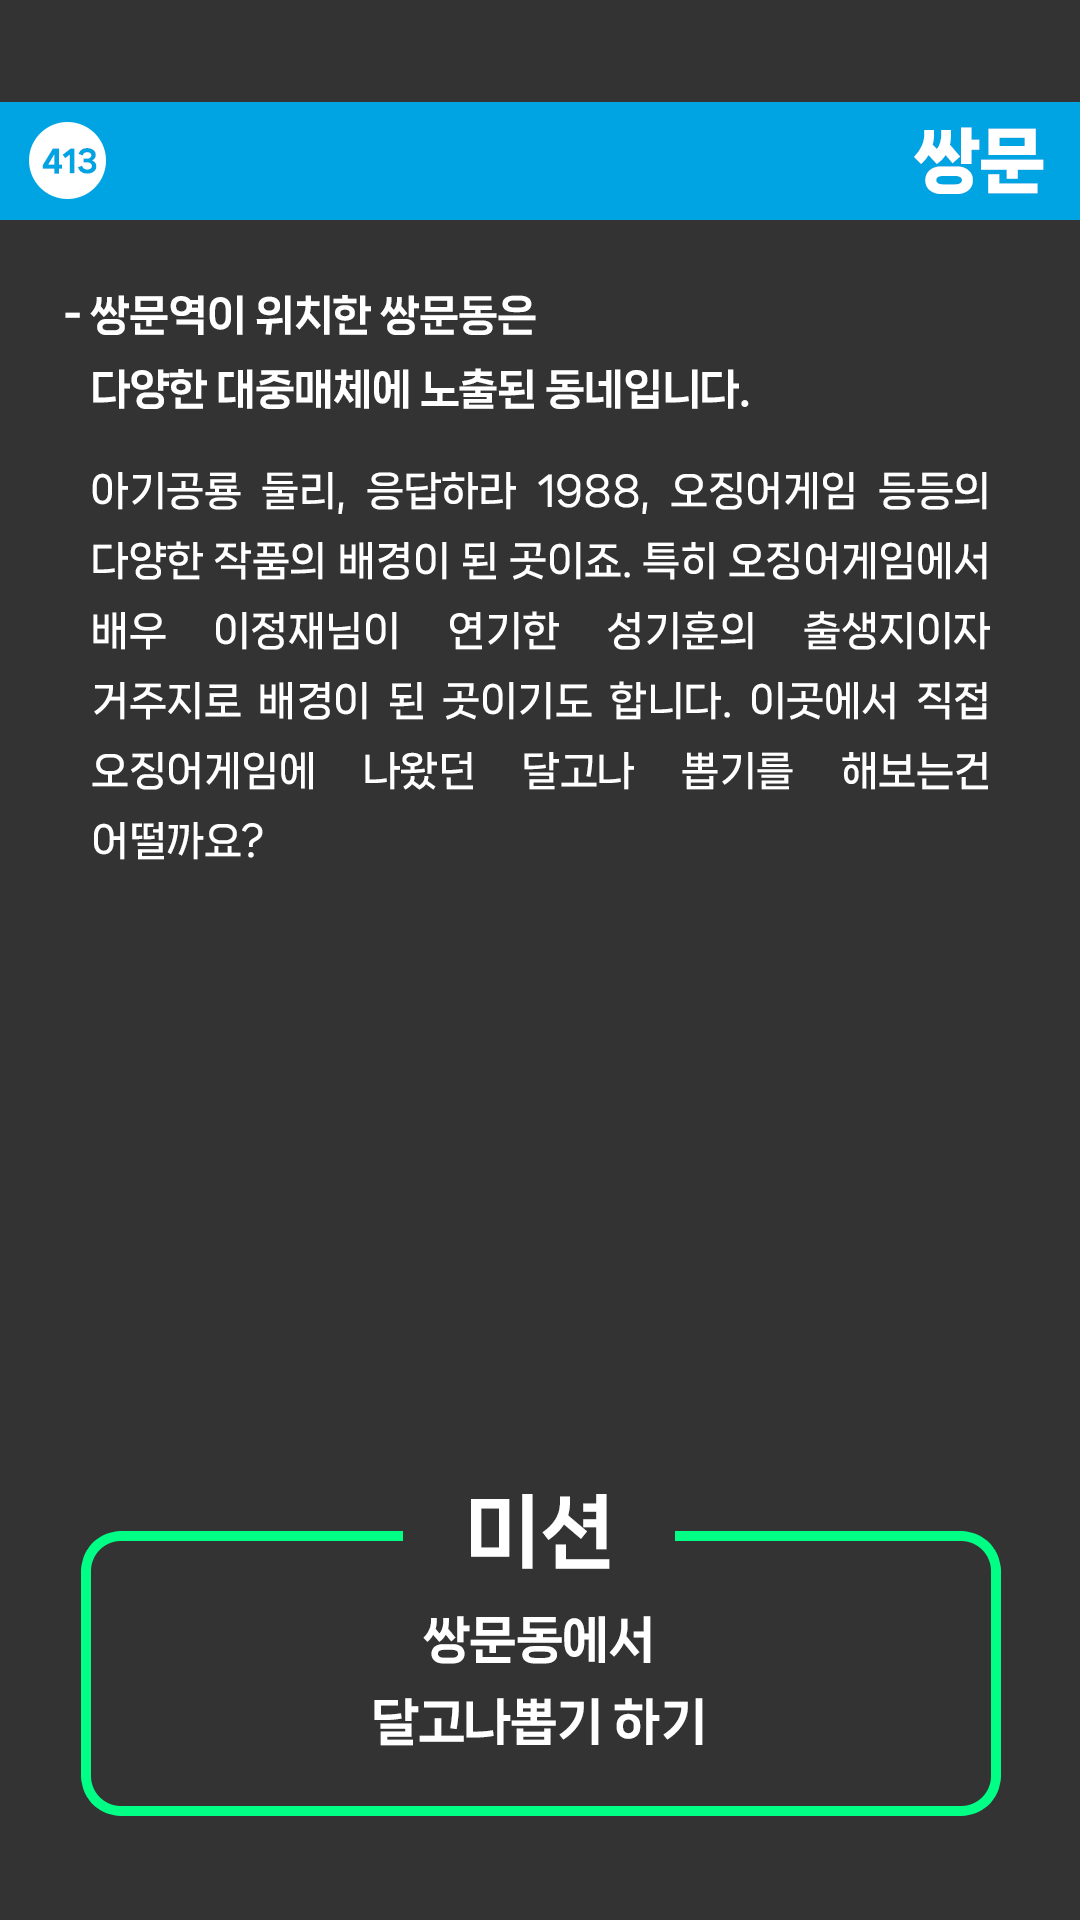 413
쌍문
- 쌍문역이 위치한 쌍문동은
다양한 대중매체에 노출된 동네입니다.
아기공룡 둘리, 응답하라 1988, 오징어게임 등등의
다양한 작품의 배경이 된 곳이죠. 특히 오징어게임에서
배우 이정재님이 연기한 성기훈의 출생지이자
거주지로 배경이 된 곳이기도 합니다. 이곳에서 직접
오징어게임에 나왔던 달고나 뽑기를 해보는건
어떨까요?
미션
쌍문동에서
달고나뽑기 하기